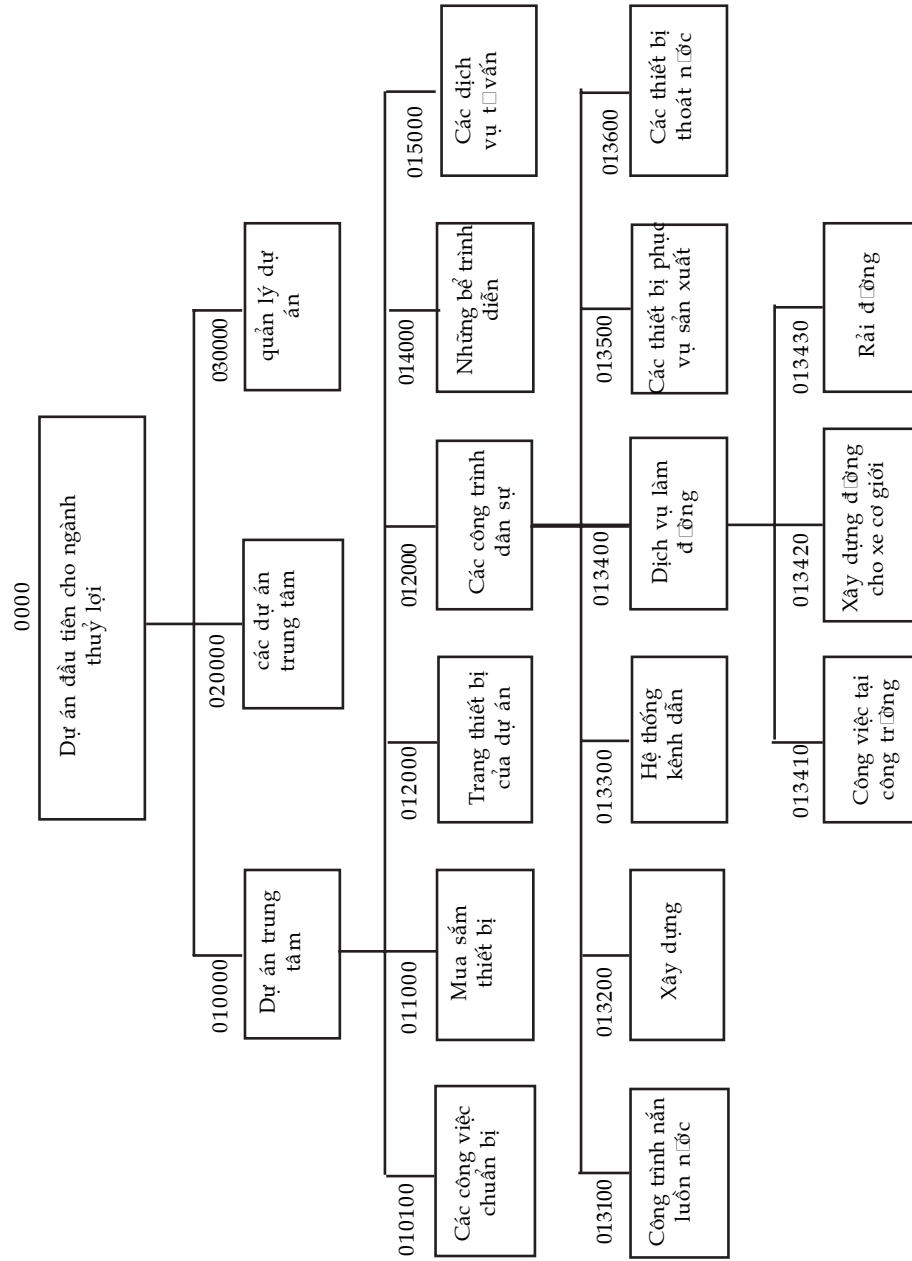 0000
Dự án đầu tiên cho ngành
thuỷ lợi
010000
Dự án trung
tâm
020000
các dự án
trung tâm
030000
quản lý dự
án
010100
Các công việc
chuẩn bị
011000
Mua sắm
thiết bị
012000
Trang thiết bị
của dự án
012000
Các công trình
dân sự
014000
Những bể trình
diễn
015000
Các dịch
vụ t□ vấn
013100
Công trình nắn
luồn n□ớc
013200
Xây dựng
013300
Hệ thống
kênh dẫn
013400
Dịch vụ làm
đ□ờng
013500
Các thiết bị phục
vụ sản xuất
013600
Các thiết bị
thoát n□ớc
013410
Công việc tại
công tr□ờng
013420
Xây dựng đ□ờng
cho xe cơ giới
013430
Rải đ□ờng